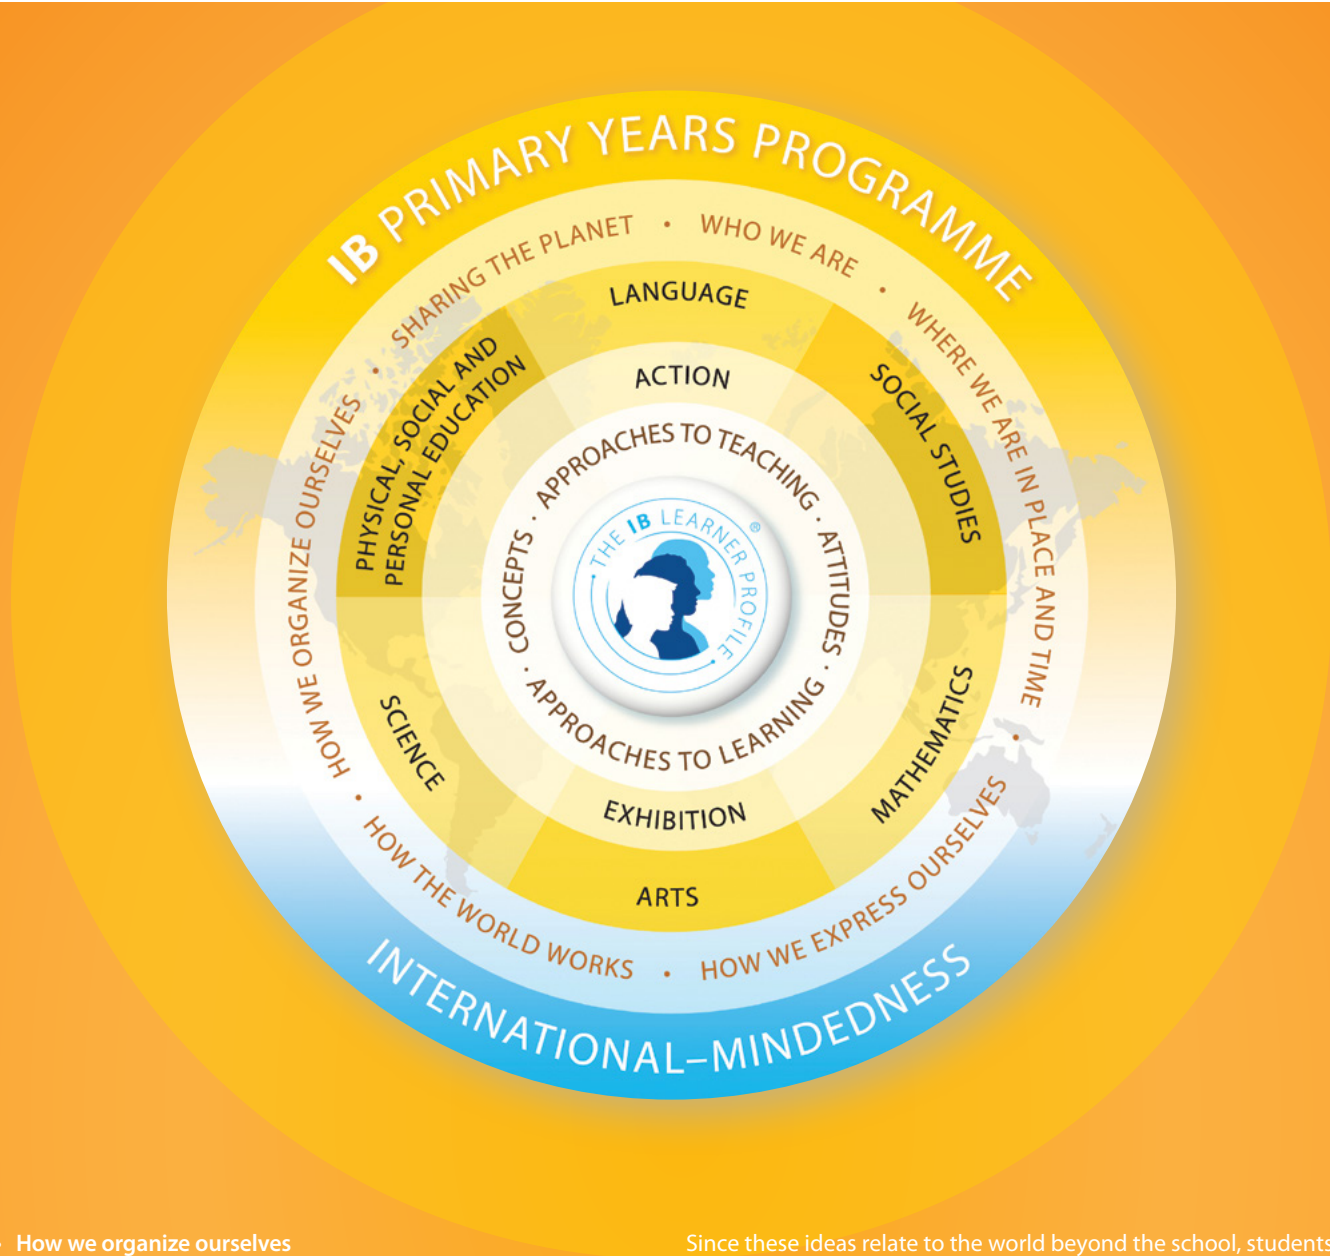 IB PRIMARY YEARS PROGRAMME
SHARING THE PLANET • WHO WE ARE • WHERE WE ARE IN PLACE AND TIME • HOW WE EXPRESS OURSELVES • HOW THE WORLD WORKS • HOW WE ORGANIZE OURSELVES •
LANGUAGE
SOCIAL STUDIES
MATHEMATICS
ARTS
SCIENCE
PHYSICAL, SOCIAL AND
PERSONAL EDUCATION
ACTION
EXHIBITION
APPROACHES TO TEACHING · ATTITUDES · APPROACHES TO LEARNING · CONCEPTS ·
• THE IB LEARNER PROFILE •
®
INTERNATIONAL–MINDEDNESS
• How we organize ourselves
Since these ideas relate to the world beyond the school, students